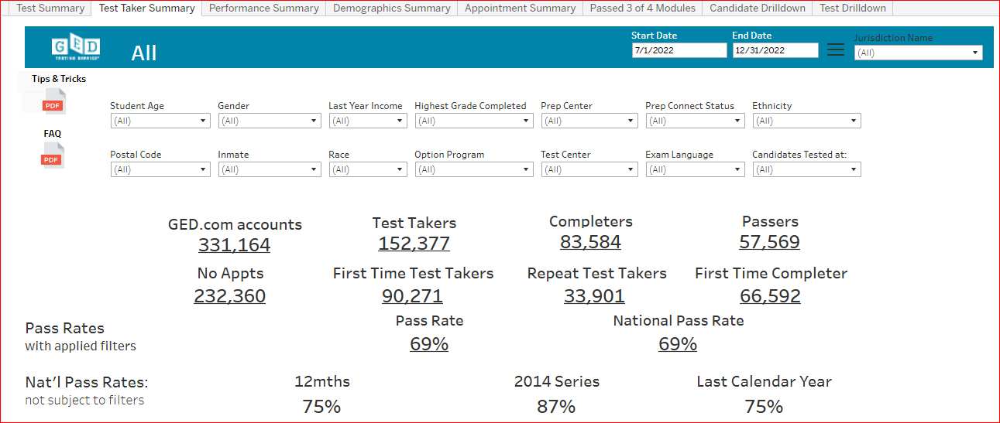 Test Summary Test Taker Summary Performance Summary Demographics Summary Appointment Summary Passed 3 of 4 Modules Candidate Drilldown Test Drilldown
GED
TESTING SERVICE
All
Start Date End Date Jurisdiction Name
7/1/2022 12/31/2022 (All)
Tips & Tricks
PDF
FAQ
PDF
Student Age Gender Last Year Income Highest Grade Completed Prep Center Prep Connect Status Ethnicity
(All) (All) (All) (All) (All) (All) (All)
Postal Code Inmate Race Option Program Test Center Exam Language Candidates Tested at:
(All) (All) (All) (All) (All) (All) (All)
GED.com accounts Test Takers Completers Passers
331,164 152,377 83,584 57,569
No Appts First Time Test Takers Repeat Test Takers First Time Completer
232,360 90,271 33,901 66,592
Pass Rates Pass Rate National Pass Rate
with applied filters 69% 69%
Nat'l Pass Rates: 12mths 2014 Series Last Calendar Year
not subject to filters 75% 87% 75%